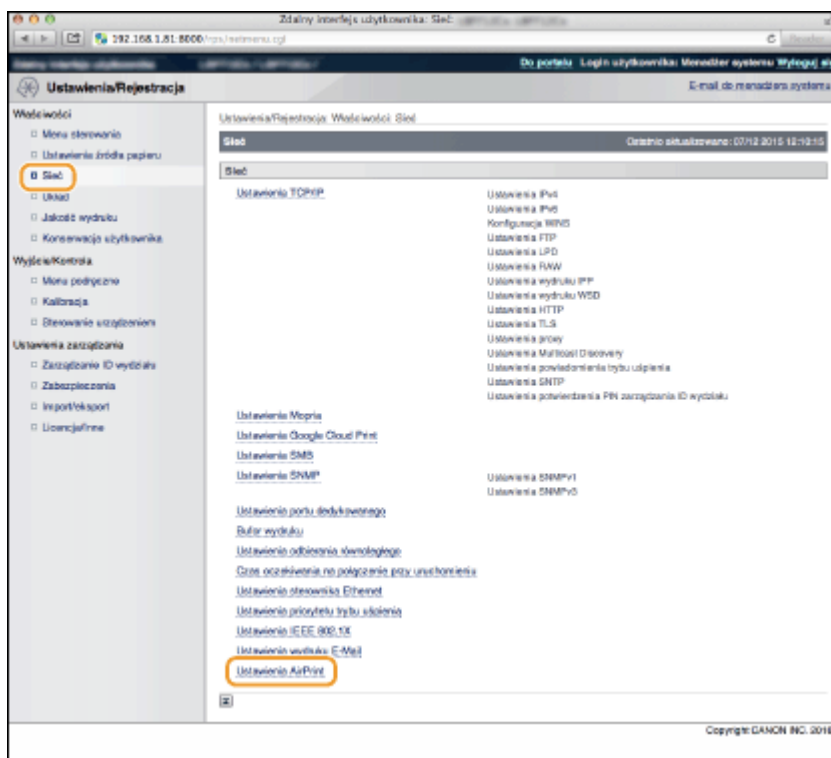 Zdalny interfejs użytkownika: Sieć:
192.168.1.81:8000/rps/netmenu.cgi
Do portalu Login użytkownika: Menedżer systemu Wyloguj się
Ustawienia/Rejestracja
E-mail do menadżera systemu
Właściwości
Menu sterowania
Ustawienia źródła papieru
Sieć
Układ
Jakość wydruku
Konserwacja użytkownika
Wyjście/Kontrola
Menu podręczne
Kalibracja
Sterowanie urządzeniem
Ustawienia zarządzania
Zarządzanie ID wydziału
Zabezpieczenia
Import/eksport
Licencja/Inne
Ustawienia/Rejestracja: Właściwości: Sieć
Sieć
Ostatnio aktualizowano: 07/12 2015 12:10:15
Sieć
Ustawienia TCP/IP
Ustawienia IPv4
Ustawienia IPv6
Konfiguracja WINS
Ustawienia FTP
Ustawienia LPD
Ustawienia RAW
Ustawienia wydruku IPP
Ustawienia wydruku WSD
Ustawienia HTTP
Ustawienia TLS
Ustawienia proxy
Ustawienia Multicast Discovery
Ustawienia powiadomienia trybu uśpienia
Ustawienia SNTP
Ustawienia potwierdzenia PIN zarządzania ID wydziału
Ustawienia Mopria
Ustawienia Google Cloud Print
Ustawienia SMB
Ustawienia SNMP
Ustawienia SNMPv1
Ustawienia SNMPv3
Ustawienia portu dedykowanego
Bufor wydruku
Ustawienia odbierania równoległego
Czas oczekiwania na połączenie przy uruchomieniu
Ustawienia sterownika Ethernet
Ustawienia priorytetu trybu uśpienia
Ustawienia IEEE 802.1X
Ustawienia wydruku E-Mail
Ustawienia AirPrint
Copyright CANON INC. 2016